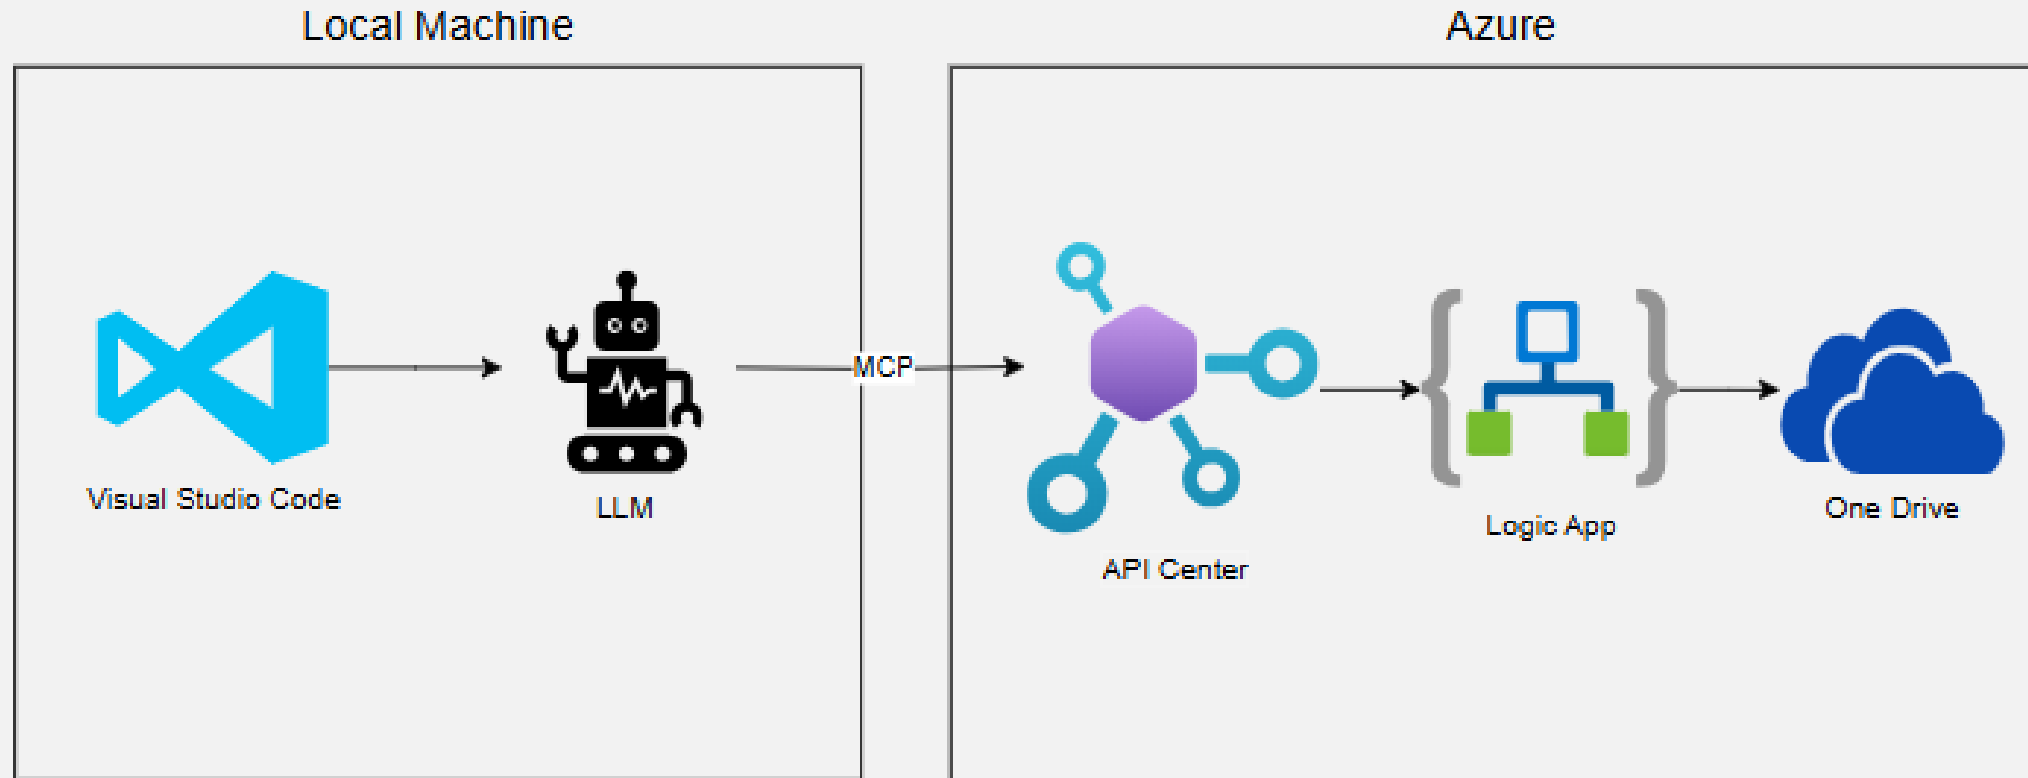 Local Machine
Azure
MCP
Visual Studio Code
LLM
Logic App
One Drive
API Center